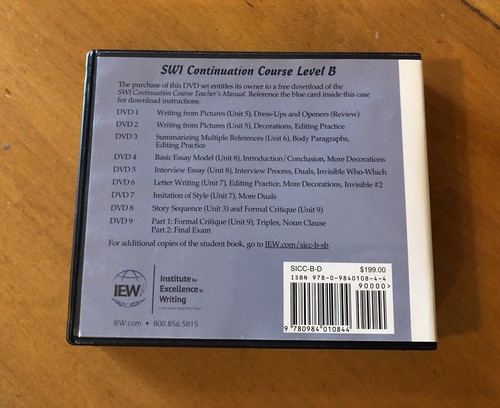 SWI Continuation Course Level B
The purchase of this DVD set entitles its owner to a free download of the
SWI Continuation Course Teacher's Manual. Reference the blue card inside this case
for download instructions.
DVD 1 Writing from Pictures (Unit 5), Dress-Ups and Openers (Review)
DVD 2 Writing from Pictures (Unit 5), Decorations, Editing Practice
DVD 3 Summarizing Multiple References (Unit 6), Body Paragraphs,
Editing Practice
DVD 4 Basic Essay Model (Unit 8), Introduction/Conclusion, More Decorations
DVD 5 Interview Essay (Unit 8), Interview Process, Duals, Invisible Who-Which
DVD 6 Letter Writing (Unit 7), Editing Practice, More Decorations, Invisible #2
DVD 7 Imitation of Style (Unit 7), More Duals
DVD 8 Story Sequence (Unit 3) and Formal Critique (Unit 9)
DVD 9 Part 1: Formal Critique (Unit 9), Triples, Noun Clause
Part 2: Final Exam
For additional copies of the student book, go to IEW.com/sicc-b-sb
IEW
Institute for
Excellence in
Writing
IEW.com • 800.856.5815
SICC-B-D $199.00
ISBN 978-0-9840108-4-4
90000>
9 780984 010844